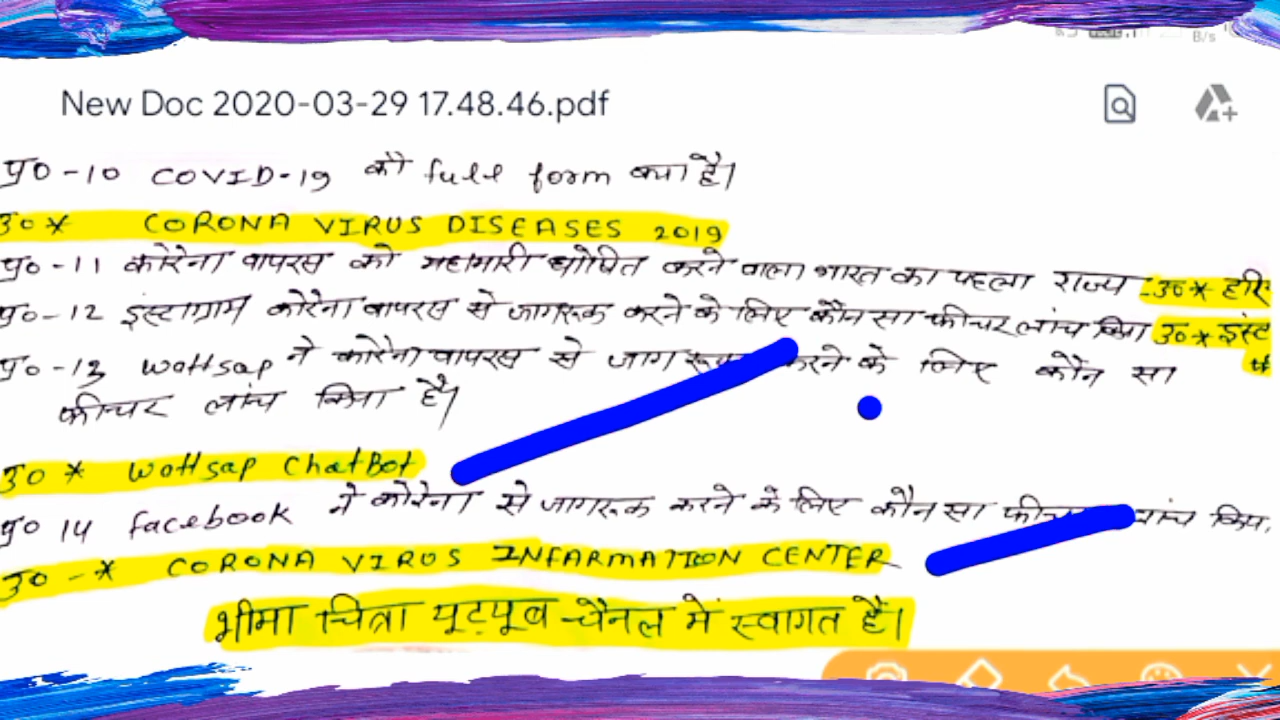 B/s
New Doc 2020-03-29 17.48.46.pdf
प्र० -10 COVID-19 की full form क्या है।
उ० * CORONA VIRUS DISEASES 2019
प्र० -11 कोरेना वायरस को महामारी घोषित करने वाला भारत का पहला राज्य - उ० * हरि
प्र० -12 इंस्टाग्राम कोरेना वायरस से जागरूक करने के लिए कौन सा फीचर लांच किया उ० * इंस्ट
प्र० -13 Wattsap ने कोरेना वायरस से जागरूक करने के लिए कौन सा
फीचर लांच किया है।
उ० * Wattsap ChatBot
प्र० 14 facebook ने कोरेना से जागरूक करने के लिए कौन सा फीचर लांच किया
उ० - * CORONA VIRUS INFARMATION CENTER
भीमा चित्रा यूट्यूब चैनल में स्वागत है।